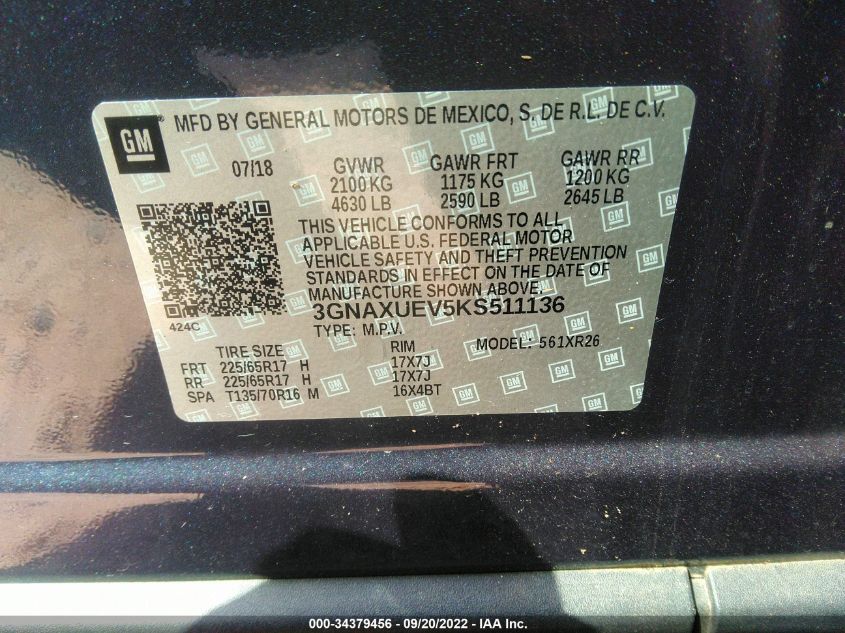 GM
MFD BY GENERAL MOTORS DE MEXICO, S. DE R.L. DE C.V.
07/18 GVWR GAWR FRT GAWR RR
2100 KG 1175 KG 1200 KG
4630 LB 2590 LB 2645 LB
THIS VEHICLE CONFORMS TO ALL
APPLICABLE U.S. FEDERAL MOTOR
VEHICLE SAFETY AND THEFT PREVENTION
STANDARDS IN EFFECT ON THE DATE OF
MANUFACTURE SHOWN ABOVE.
3GNAXUEV5KS511136
424C
TYPE: M.P.V. MODEL: 561XR26
TIRE SIZE RIM
FRT 225/65R17 H 17X7J
RR 225/65R17 H 17X7J
SPA T135/70R16 M 16X4BT
000-34379456 - 09/20/2022 - IAA Inc.